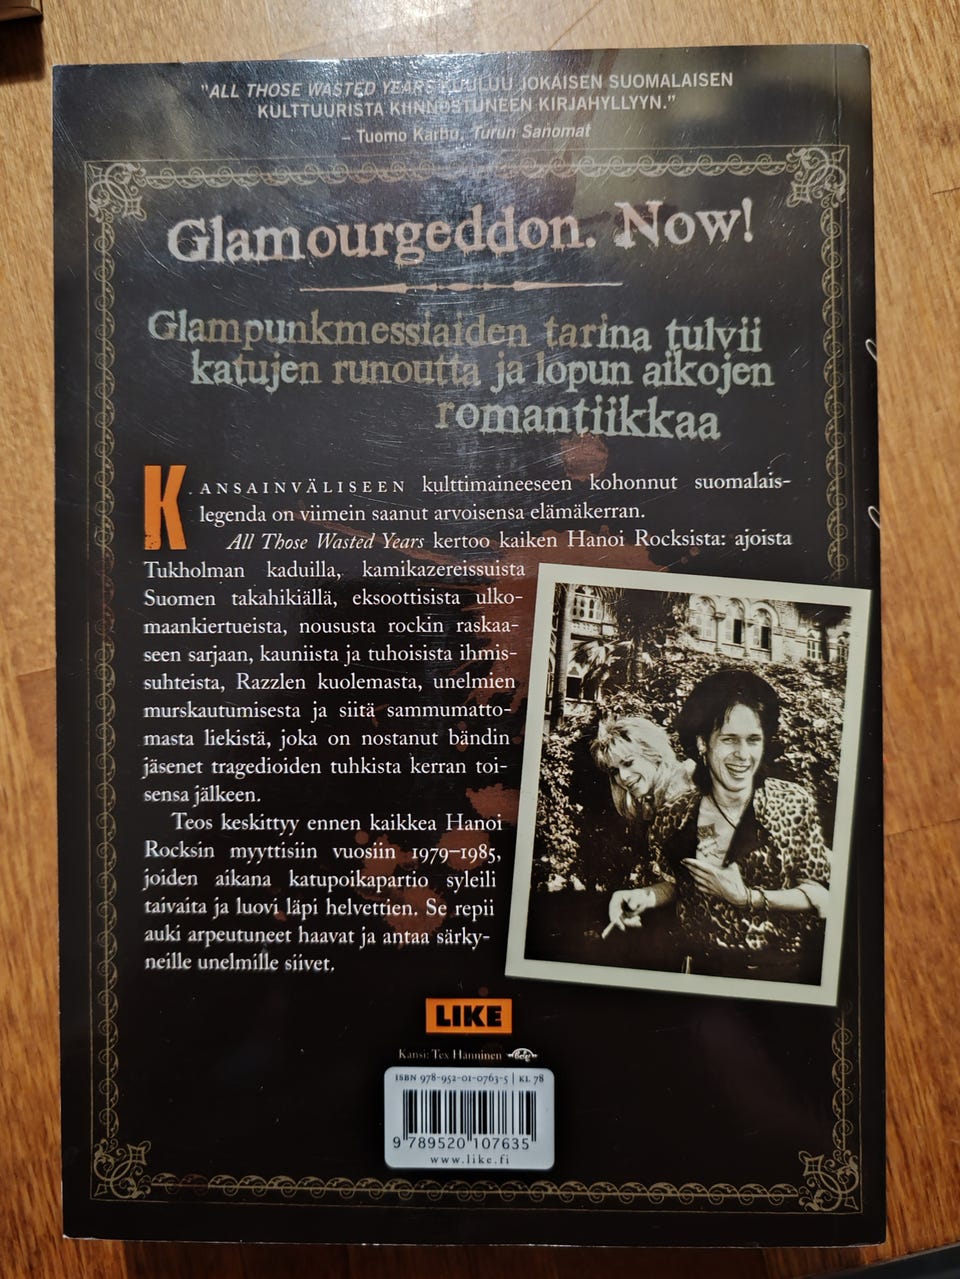 "ALL THOSE WASTED YEARS KUULUU JOKAISEN SUOMALAISEN
KULTTUURISTA KIINNOSTUNEEN KIRJAHYLLYYN."
– Tuomo Karhu, Turun Sanomat
Glamourgeddon. Now!
Glampunkmessiaiden tarina tulvii
katujen runoutta ja lopun aikojen
romantiikkaa
KANSAINVÄLISEEN kulttimaineeseen kohonnut suomalais-
legenda on viimein saanut arvoisensa elämäkerran.
All Those Wasted Years kertoo kaiken Hanoi Rocksista: ajoista
Tukholman kaduilla, kamikazereissuista
Suomen takahikiällä, eksoottisista ulko-
maankiertueista, noususta rockin raskaa-
seen sarjaan, kauniista ja tuhoisista ihmis-
suhteista, Razzlen kuolemasta, unelmien
murskautumisesta ja siitä sammumatto-
masta liekistä, joka on nostanut bändin
jäsenet tragedioiden tuhkista kerran toi-
sensa jälkeen.
Teos keskittyy ennen kaikkea Hanoi
Rocksin myyttisiin vuosiin 1979–1985,
joiden aikana katupoikapartio syleili
taivaita ja luovi läpi helvettien. Se repii
auki arpeutuneet haavat ja antaa särky-
neille unelmille siivet.
LIKE
Kansi: Tex Hänninen
ISBN 978-952-01-0763-5 | KL 78
9 789520 107635
www.like.fi